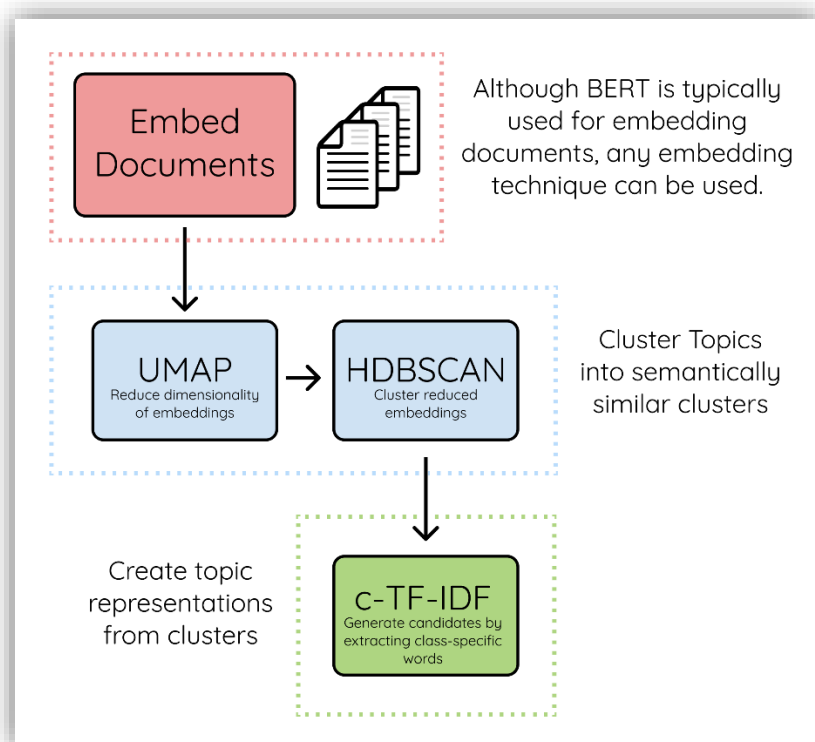 Embed
Documents
Although BERT is typically
used for embedding
documents, any embedding
technique can be used.
UMAP
Reduce dimensionality
of embeddings
HDBSCAN
Cluster reduced
embeddings
Cluster Topics
into semantically
similar clusters
Create topic
representations
from clusters
c-TF-IDF
Generate candidates by
extracting class-specific
words